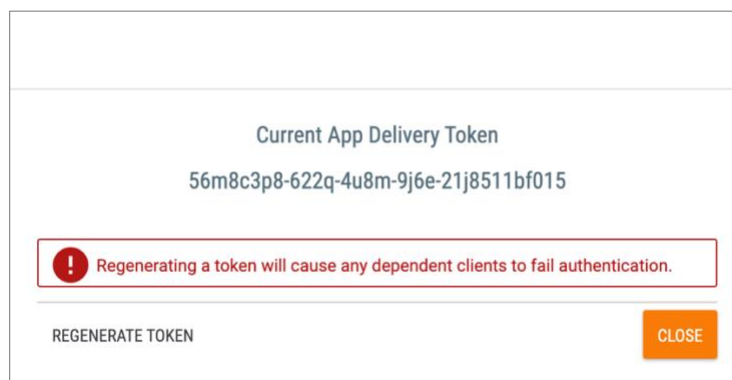 Current App Delivery Token
56m8c3p8-622q-4u8m-9j6e-21j8511bf015
! Regenerating a token will cause any dependent clients to fail authentication.
REGENERATE TOKEN
CLOSE